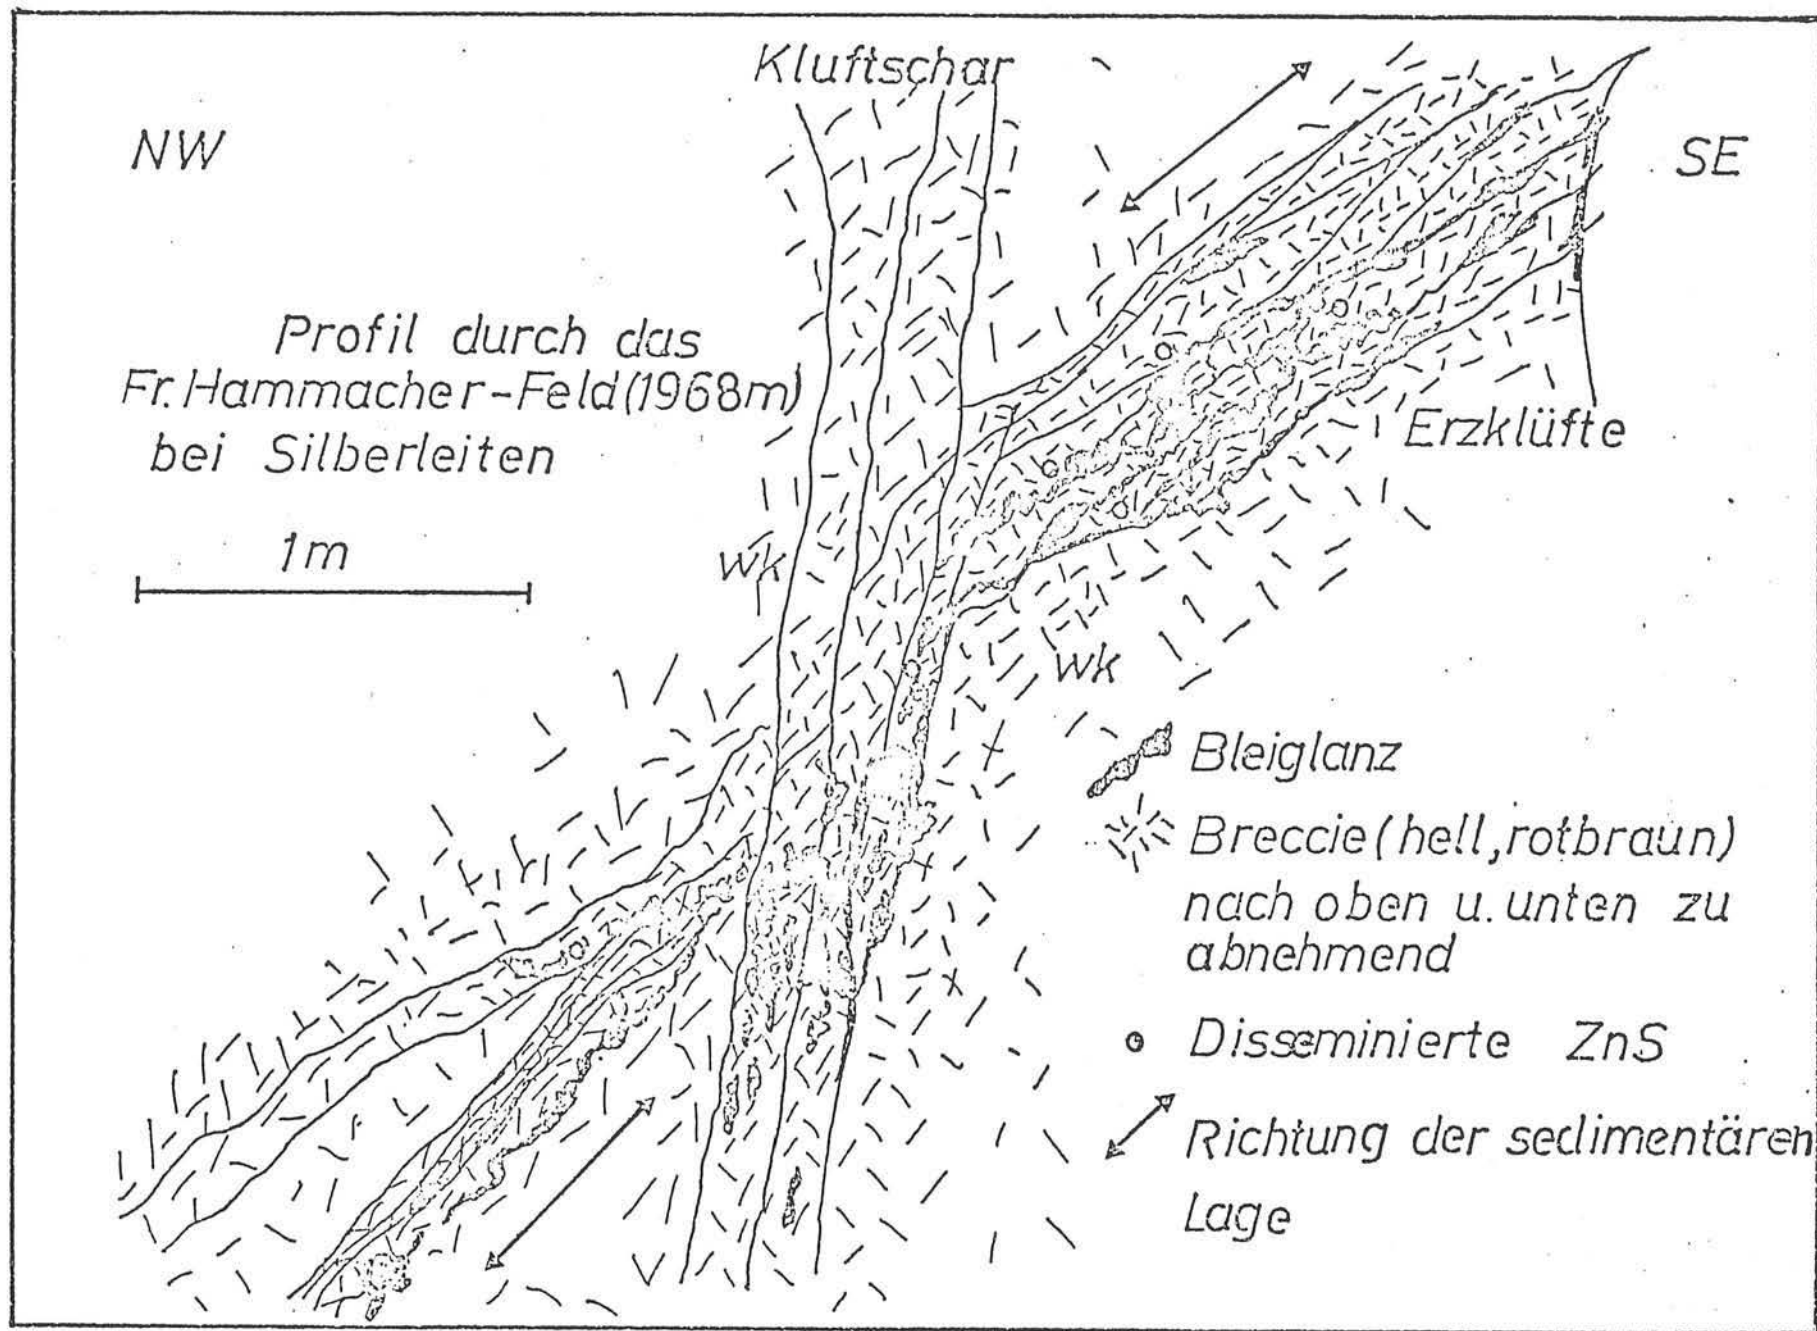 Kluftschar
NW
SE
Profil durch das
Fr. Hammacher-Feld (1968m)
bei Silberleiten
1m
Erzklüfte
wk
wk
Bleiglanz
Breccie (hell, rotbraun)
nach oben u. unten zu
abnehmend
Disseminierte ZnS
Richtung der sedimentären
Lage